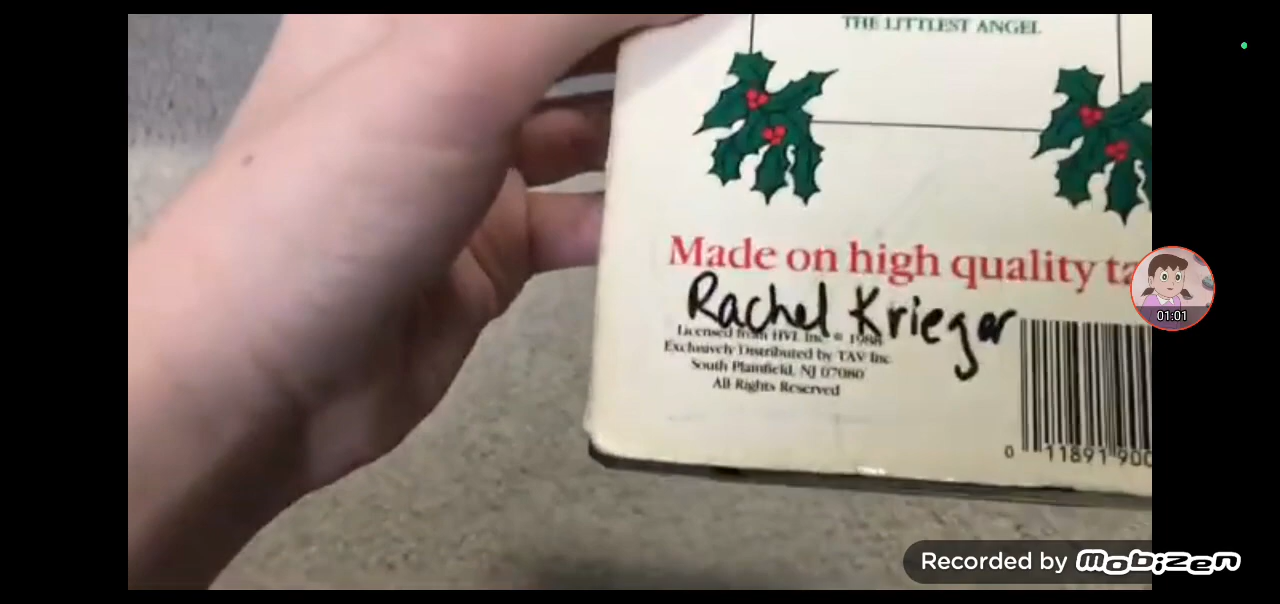 THE LITTLEST ANGEL
Made on high quality ta
Rachel Krieger
Licensed from HVL Inc. © 1988
Exclusively Distributed by TAV Inc.
South Plainfield, NJ 07080
All Rights Reserved
0 11891 900
01:01
Recorded by mobizen